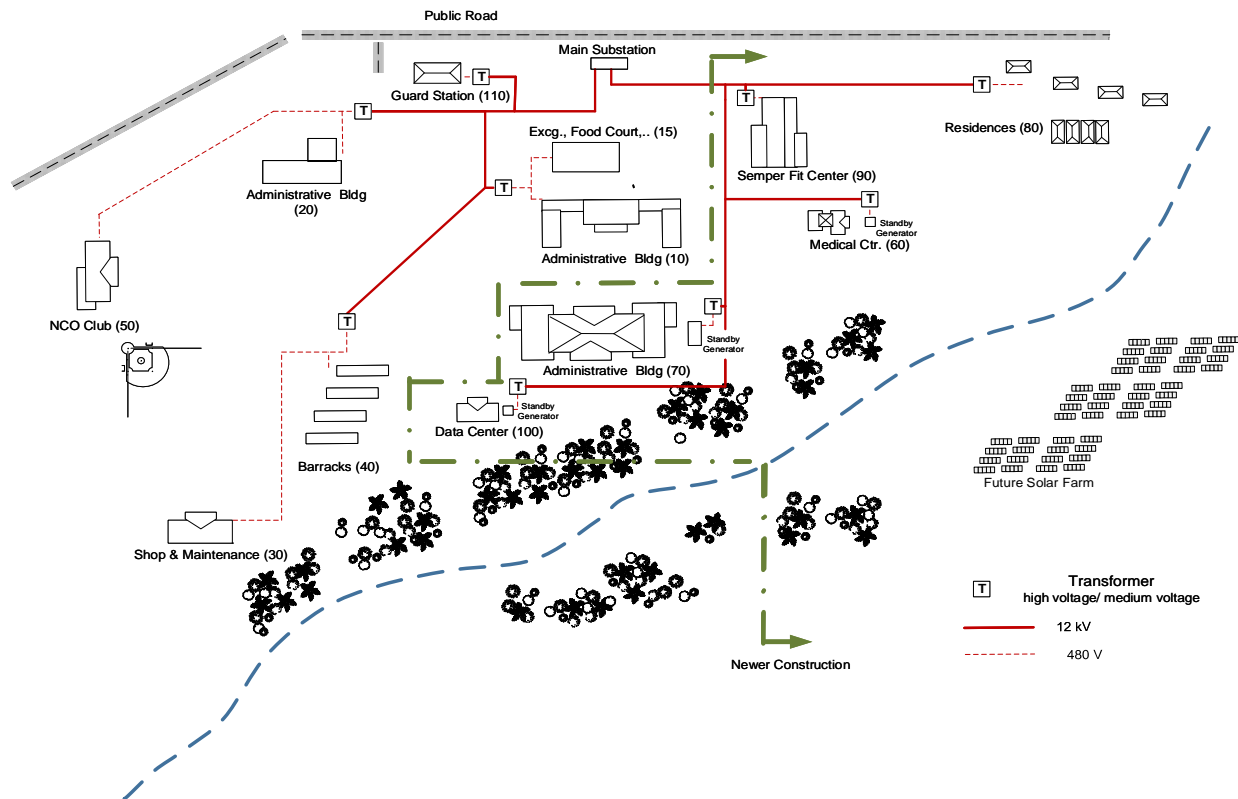 Public Road
Main Substation
T
Guard Station (110)
T
T
T
Excg., Food Court,.. (15)
Residences (80)
Semper Fit Center (90)
Administrative Bldg
(20)
T
T
Standby
Generator
Medical Ctr. (60)
Administrative Bldg (10)
NCO Club (50)
T
T
Standby
Generator
Administrative Bldg (70)
T
Standby
Generator
Data Center (100)
Barracks (40)
Future Solar Farm
Shop & Maintenance (30)
T
Transformer
high voltage/ medium voltage
12 kV
480 V
Newer Construction